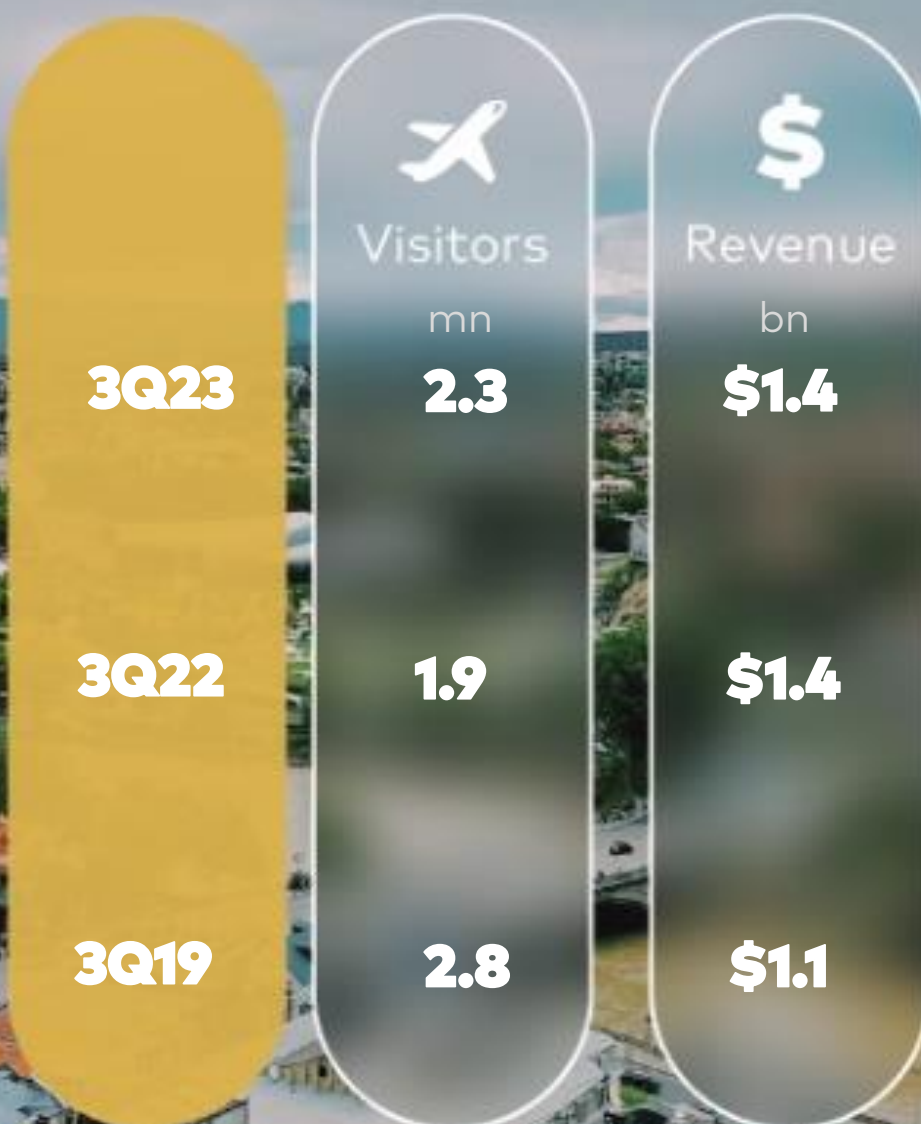 $
Visitors Revenue
mn bn
3Q23 2.3 $1.4
3Q22 1.9 $1.4
3Q19 2.8 $1.1